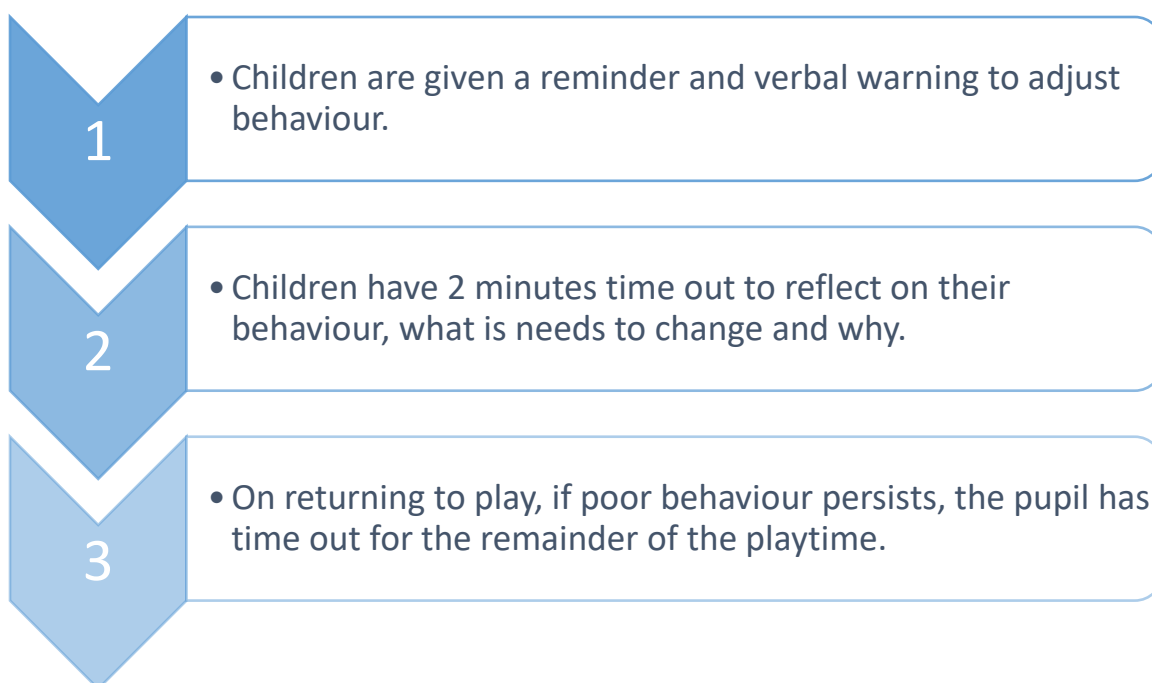 1
• Children are given a reminder and verbal warning to adjust
behaviour.
2
• Children have 2 minutes time out to reflect on their
behaviour, what is needs to change and why.
3
• On returning to play, if poor behaviour persists, the pupil has
time out for the remainder of the playtime.